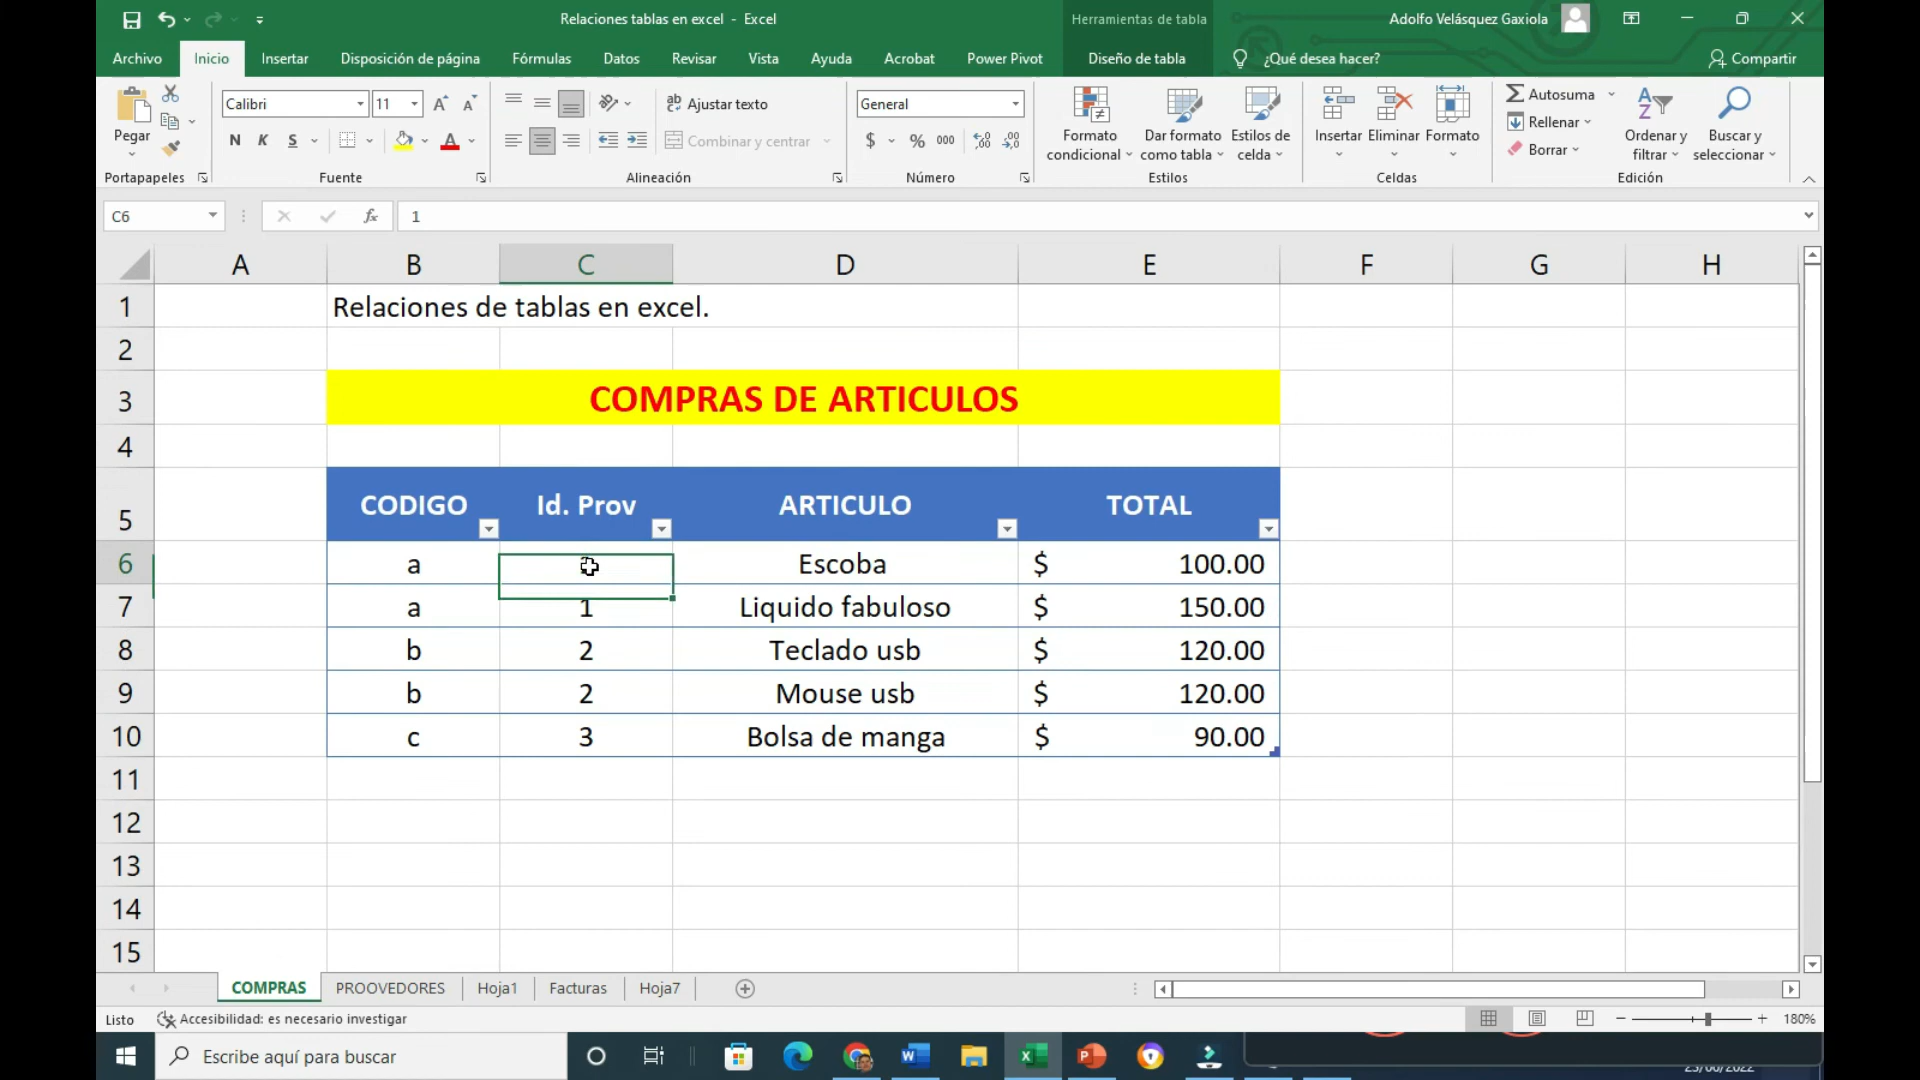 Relaciones tablas en excel - Excel
Herramientas de tabla
Adolfo Velásquez Gaxiola
Archivo Inicio Insertar Disposición de página Fórmulas Datos Revisar Vista Ayuda Acrobat Power Pivot Diseño de tabla ¿Qué desea hacer? Compartir
Pegar
Portapapeles
Calibri 11
N K S
Fuente
Ajustar texto
Combinar y centrar
Alineación
General
$ % 000
Número
Formato condicional
Dar formato como tabla
Estilos de celda
Estilos
Insertar Eliminar Formato
Celdas
Autosuma
Rellenar
Borrar
Ordenar y filtrar
Buscar y seleccionar
Edición
C6 fx 1
A B C D E F G H
1 Relaciones de tablas en excel.
2
3 COMPRAS DE ARTICULOS
4
5 CODIGO Id. Prov ARTICULO TOTAL
6 a Escoba $ 100.00
7 a 1 Liquido fabuloso $ 150.00
8 b 2 Teclado usb $ 120.00
9 b 2 Mouse usb $ 120.00
10 c 3 Bolsa de manga $ 90.00
11
12
13
14
15
COMPRAS PROOVEDORES Hoja1 Facturas Hoja7
Listo Accesibilidad: es necesario investigar 180%
Escribe aquí para buscar